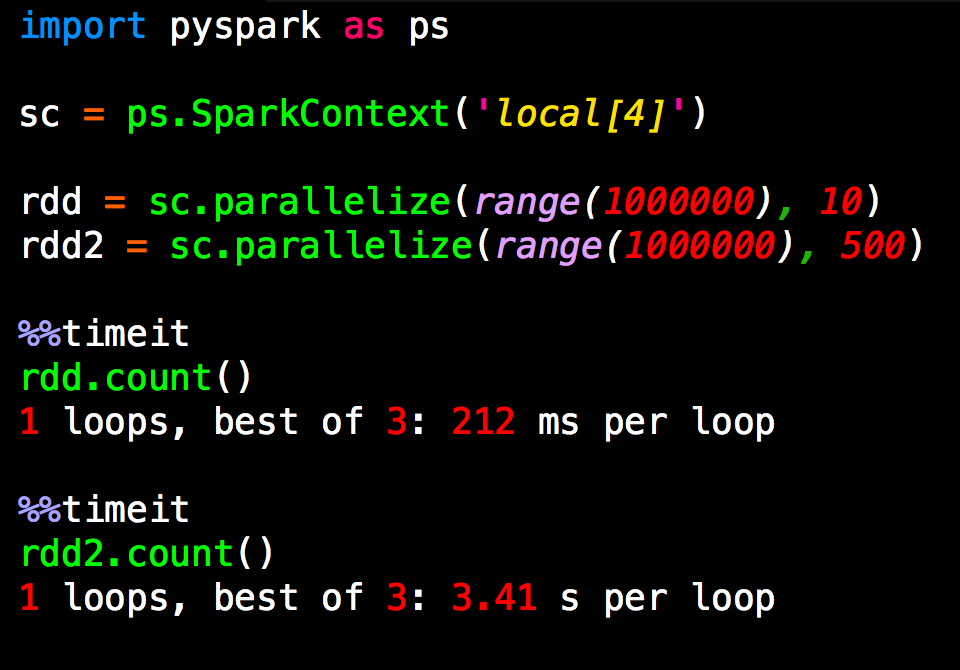 import pyspark as ps
sc = ps.SparkContext('local[4]')
rdd = sc.parallelize(range(1000000), 10)
rdd2 = sc.parallelize(range(1000000), 500)
%%timeit
rdd.count()
1 loops, best of 3: 212 ms per loop
%%timeit
rdd2.count()
1 loops, best of 3: 3.41 s per loop